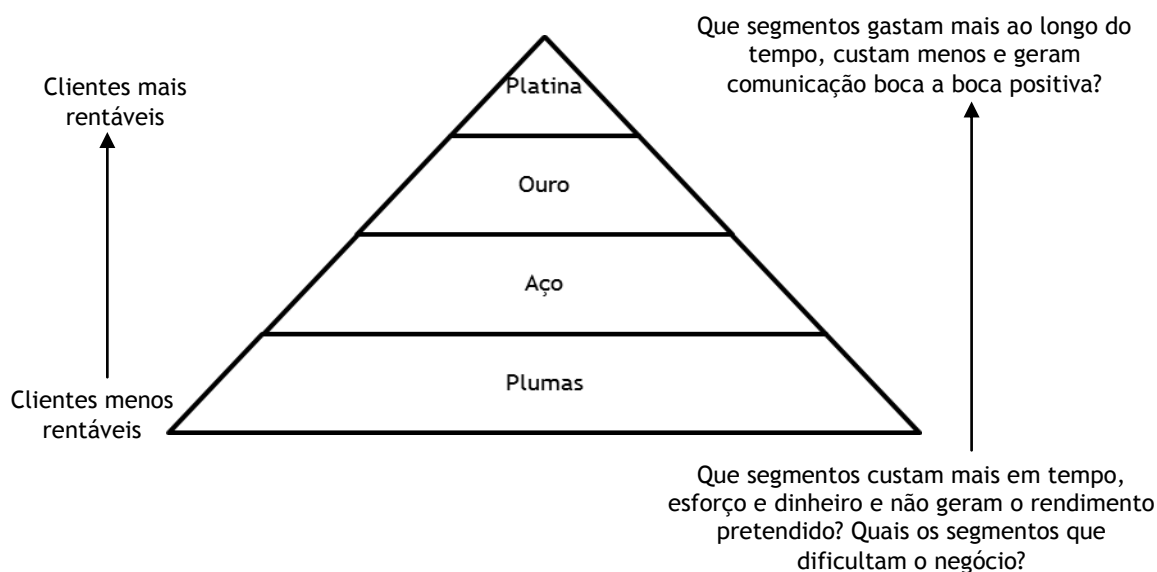 Que segmentos gastam mais ao longo do
tempo, custam menos e geram
comunicação boca a boca positiva?
Clientes mais
rentáveis
Platina
Ouro
Aço
Plumas
Clientes menos
rentáveis
Que segmentos custam mais em tempo,
esforço e dinheiro e não geram o rendimento
pretendido? Quais os segmentos que
dificultam o negócio?